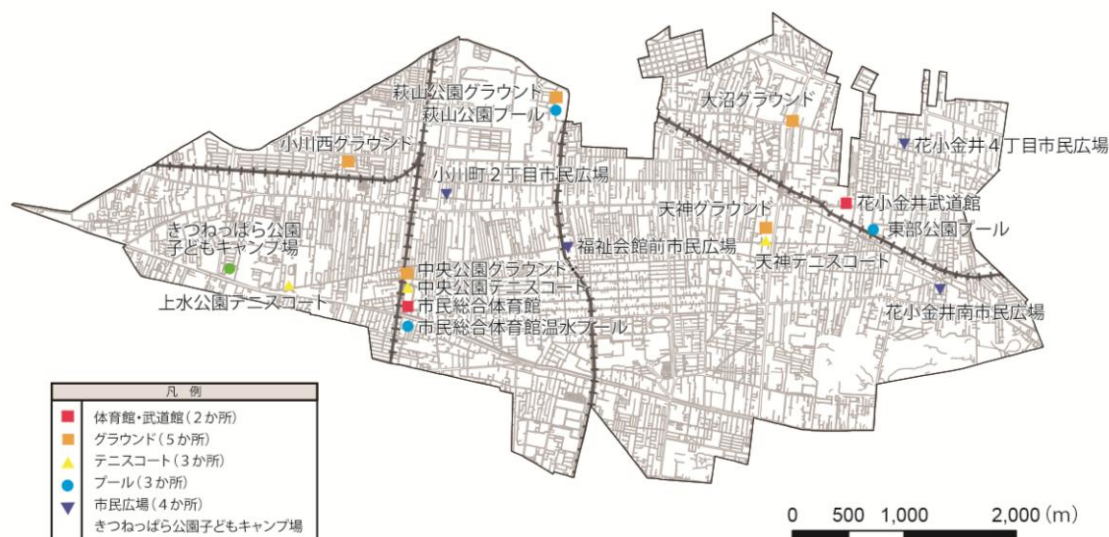 萩山公園グラウンド
萩山公園プール
大沼グラウンド
小川西グラウンド
花小金井4丁目市民広場
小川町2丁目市民広場
花小金井武道館
きつねっぱら公園
子どもキャンプ場
天神グラウンド
東部公園プール
福祉会館前市民広場
天神テニスコート
中央公園グラウンド
中央公園テニスコート
上水公園テニスコート
市民総合体育館
花小金井南市民広場
市民総合体育館温水プール
凡 例
体育館・武道館(2か所)
グラウンド(5か所)
テニスコート(3か所)
プール(3か所)
市民広場(4か所)
きつねっぱら公園子どもキャンプ場
0 500 1,000 2,000 (m)